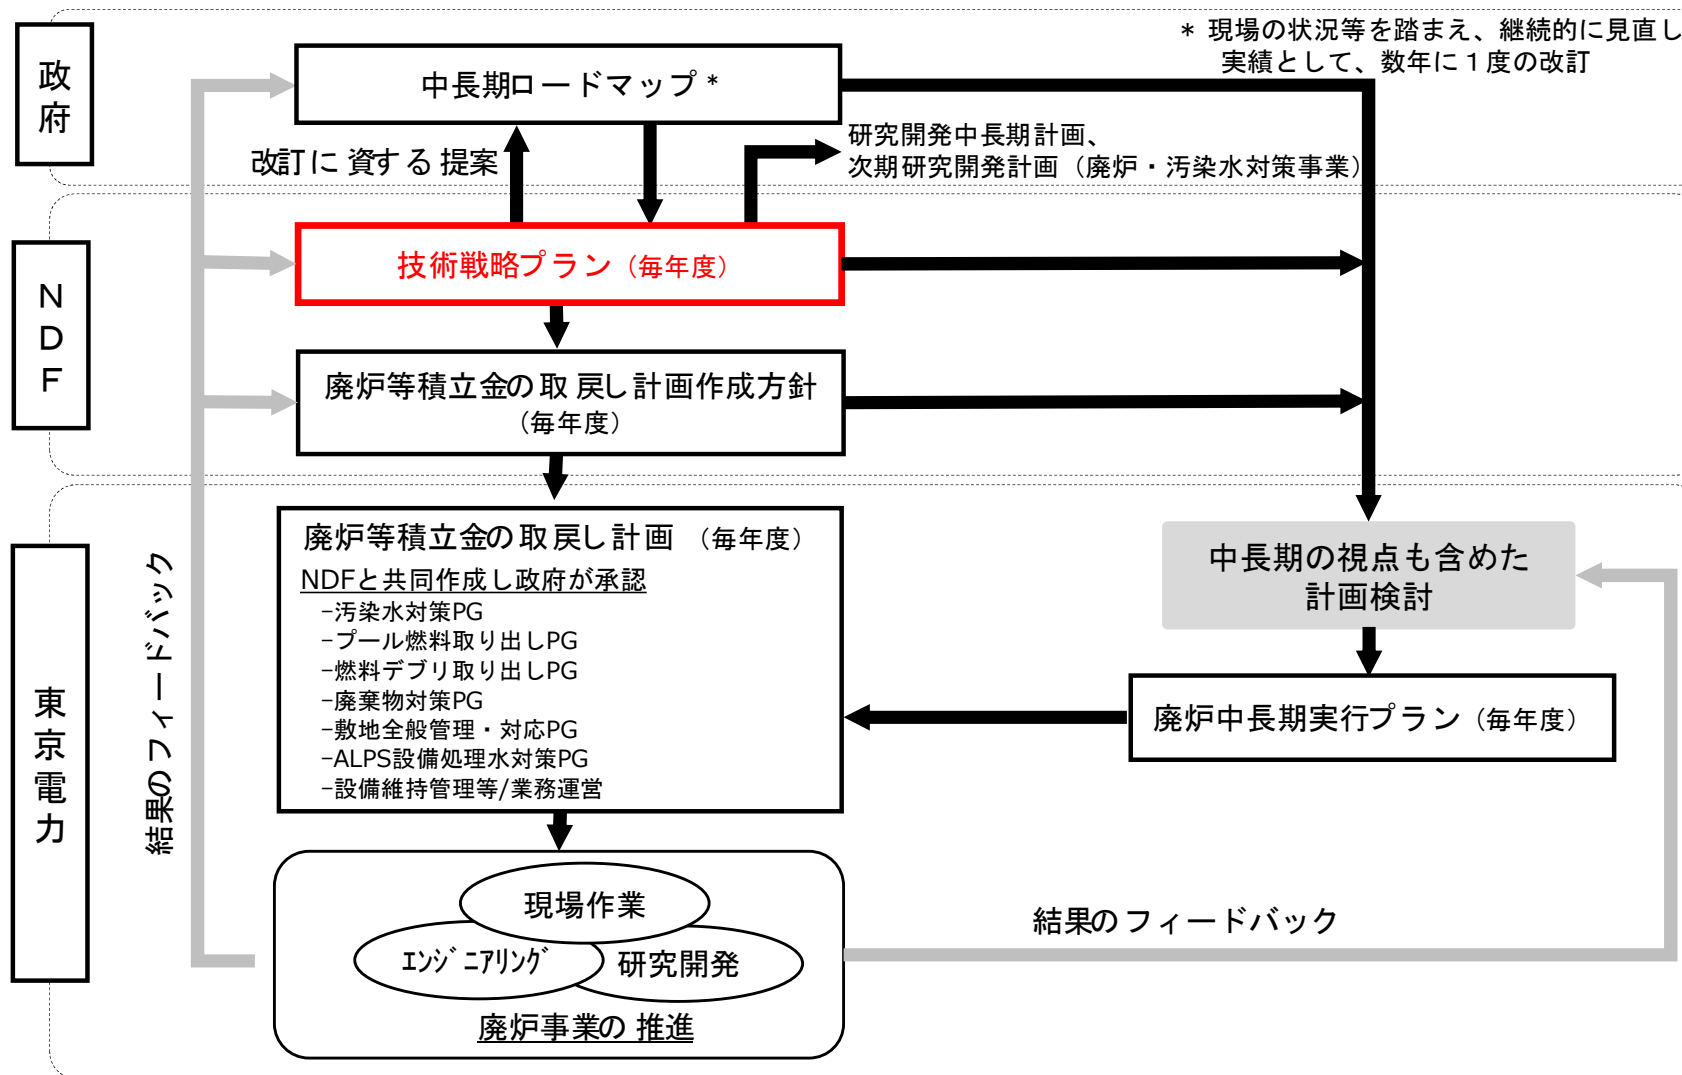 政府
* 現場の状況等を踏まえ、継続的に見直し
実績として、数年に１度の改訂
中長期ロードマップ *
改訂に資する提案
研究開発中長期計画、
次期研究開発計画（廃炉・汚染水対策事業）
NDF
技術戦略プラン（毎年度）
廃炉等積立金の取戻し計画作成方針
（毎年度）
東京電力
結果のフィードバック
廃炉等積立金の取戻し計画 （毎年度）
NDFと共同作成し政府が承認
-汚染水対策PG
-プール燃料取り出しPG
-燃料デブリ取り出しPG
-廃棄物対策PG
-敷地全般管理・対応PG
-ALPS設備処理水対策PG
-設備維持管理等/業務運営
中長期の視点も含めた
計画検討
廃炉中長期実行プラン（毎年度）
現場作業
ｴﾝｼﾞﾆｱﾘﾝｸﾞ
研究開発
廃炉事業の推進
結果のフィードバック